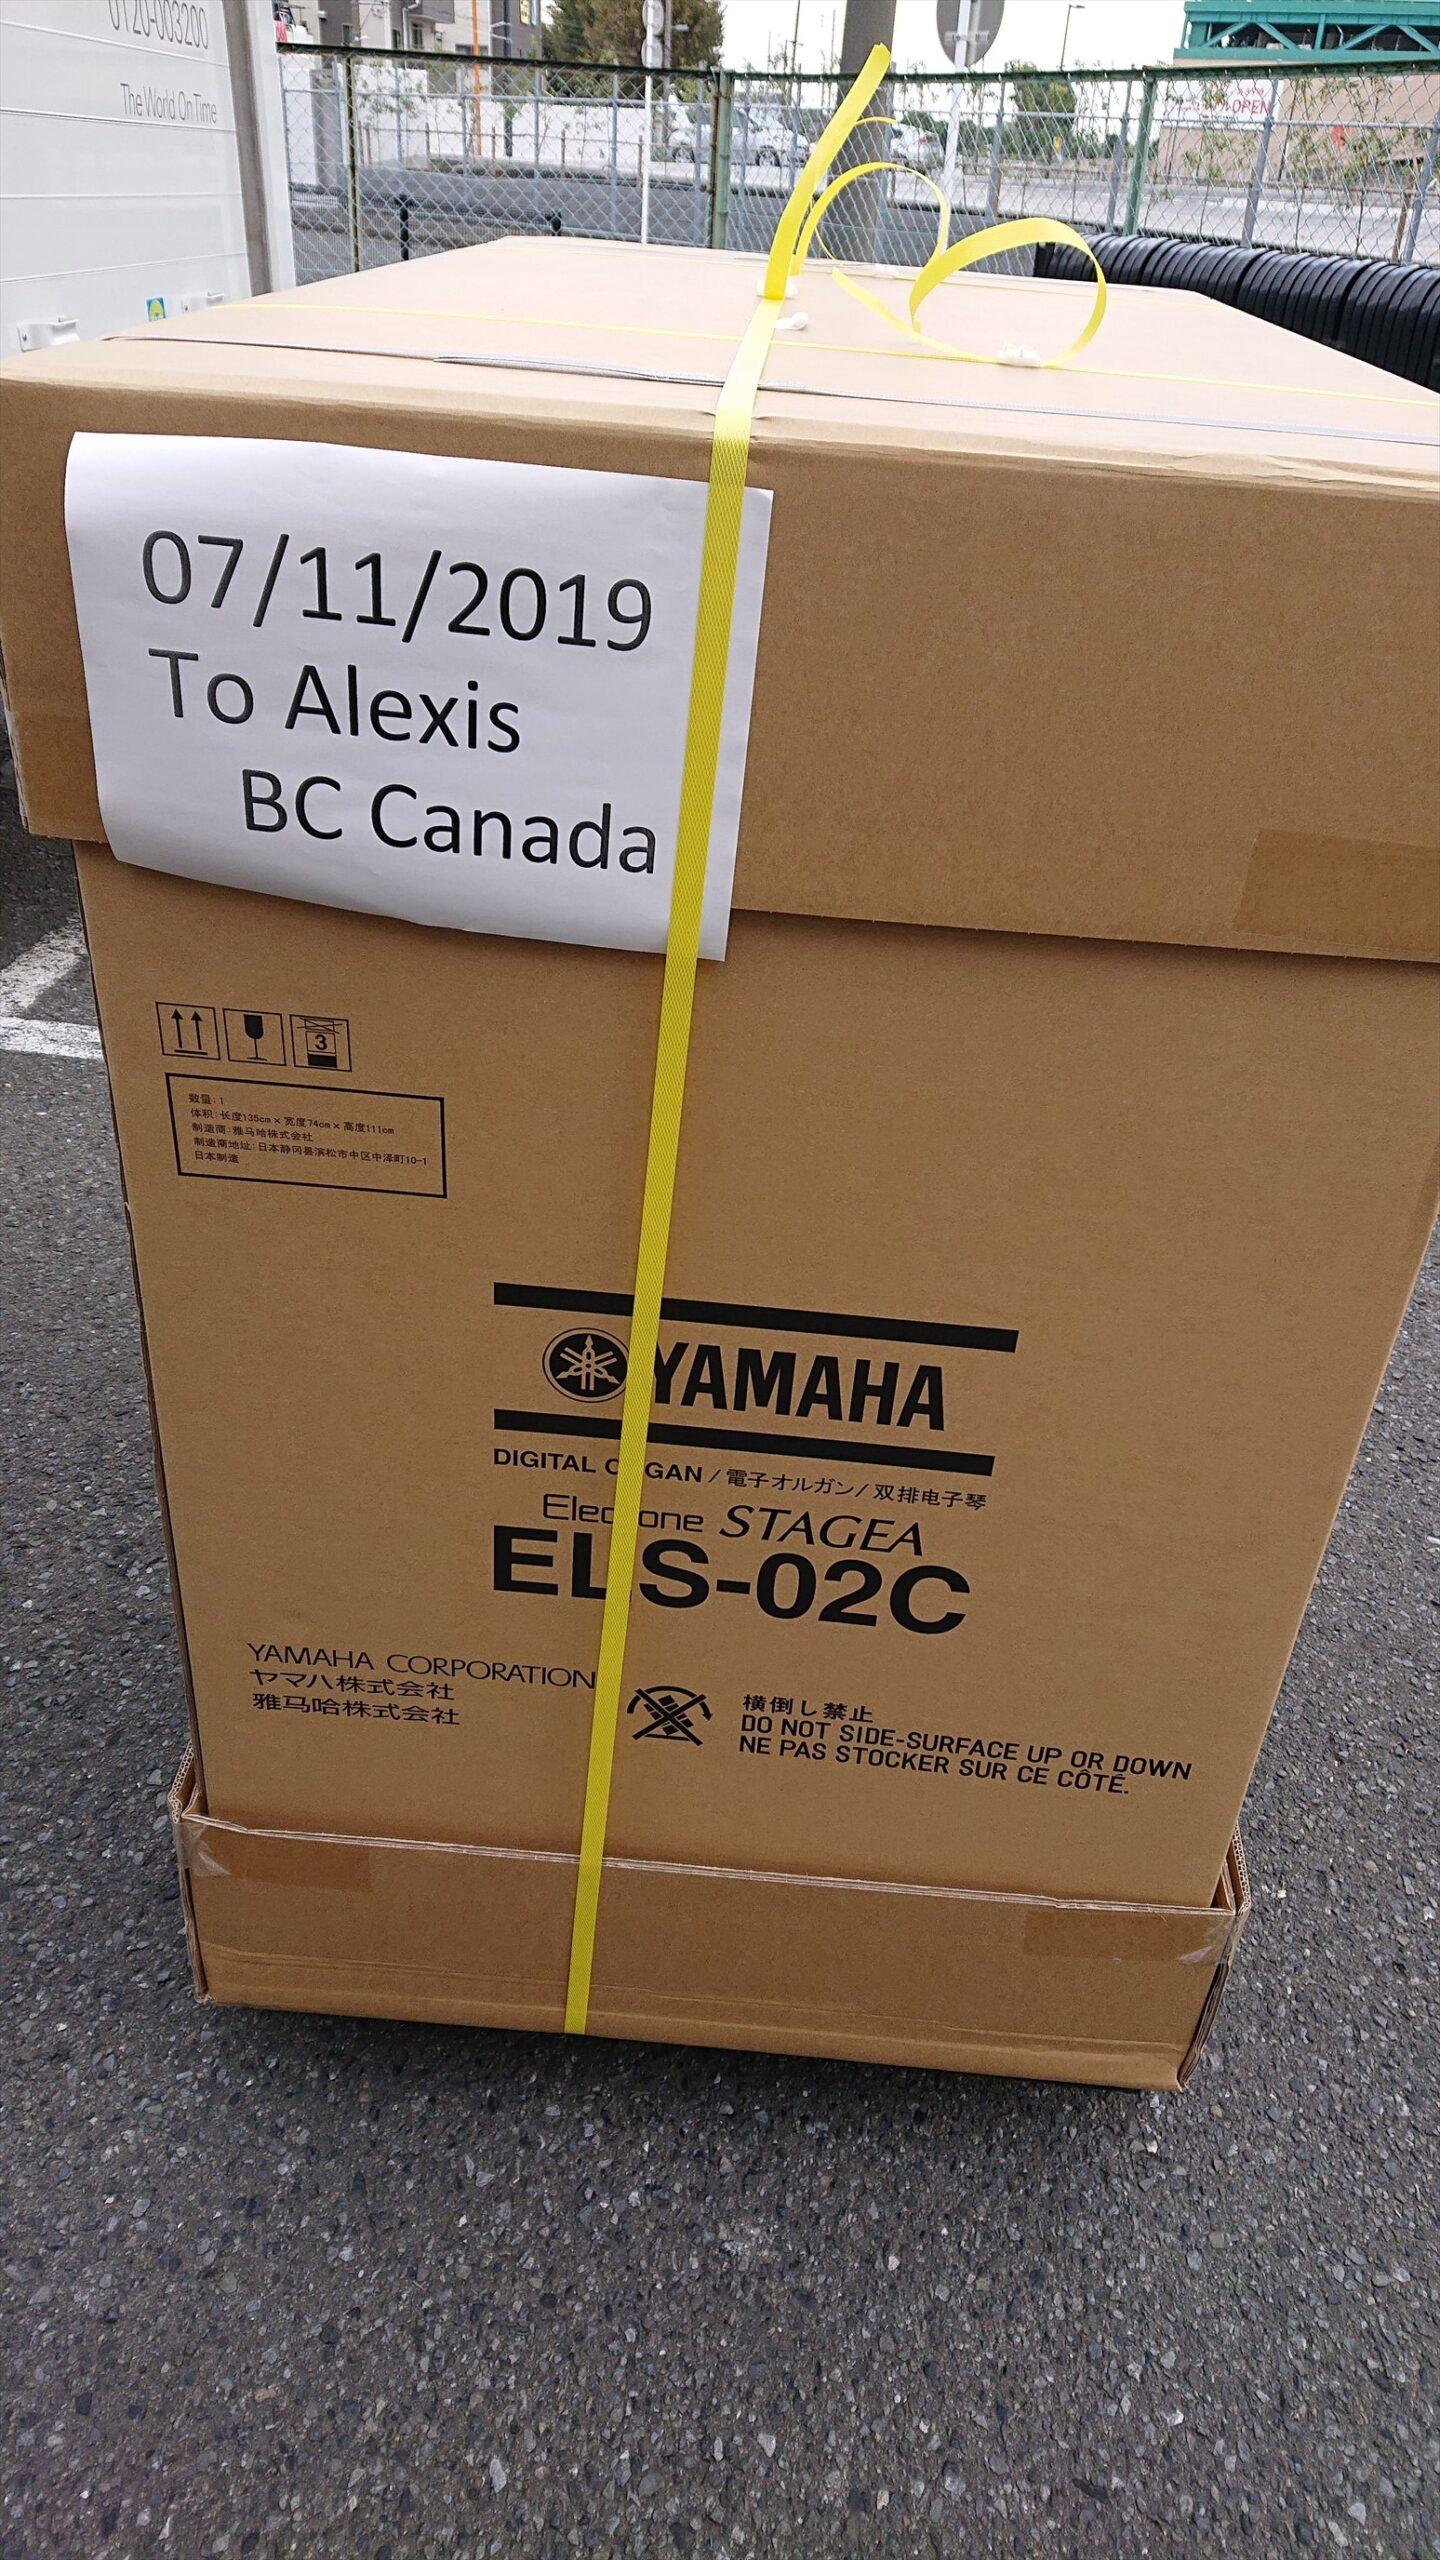 0120-003200
The World On Time
OPEN
07/11/2019
To Alexis
BC Canada
3
数量: 1
体积: 长度135cm × 宽度74cm × 高度111cm
制造商: 雅马哈株式会社
制造商地址: 日本静冈县滨松市中区中泽町10-1
日本制造
YAMAHA
DIGITAL ORGAN / 電子オルガン / 双排电子琴
Electone STAGEA
ELS-02C
YAMAHA CORPORATION
ヤマハ株式会社
雅马哈株式会社
横倒し禁止
DO NOT SIDE-SURFACE UP OR DOWN
NE PAS STOCKER SUR CE CÔTÉ.